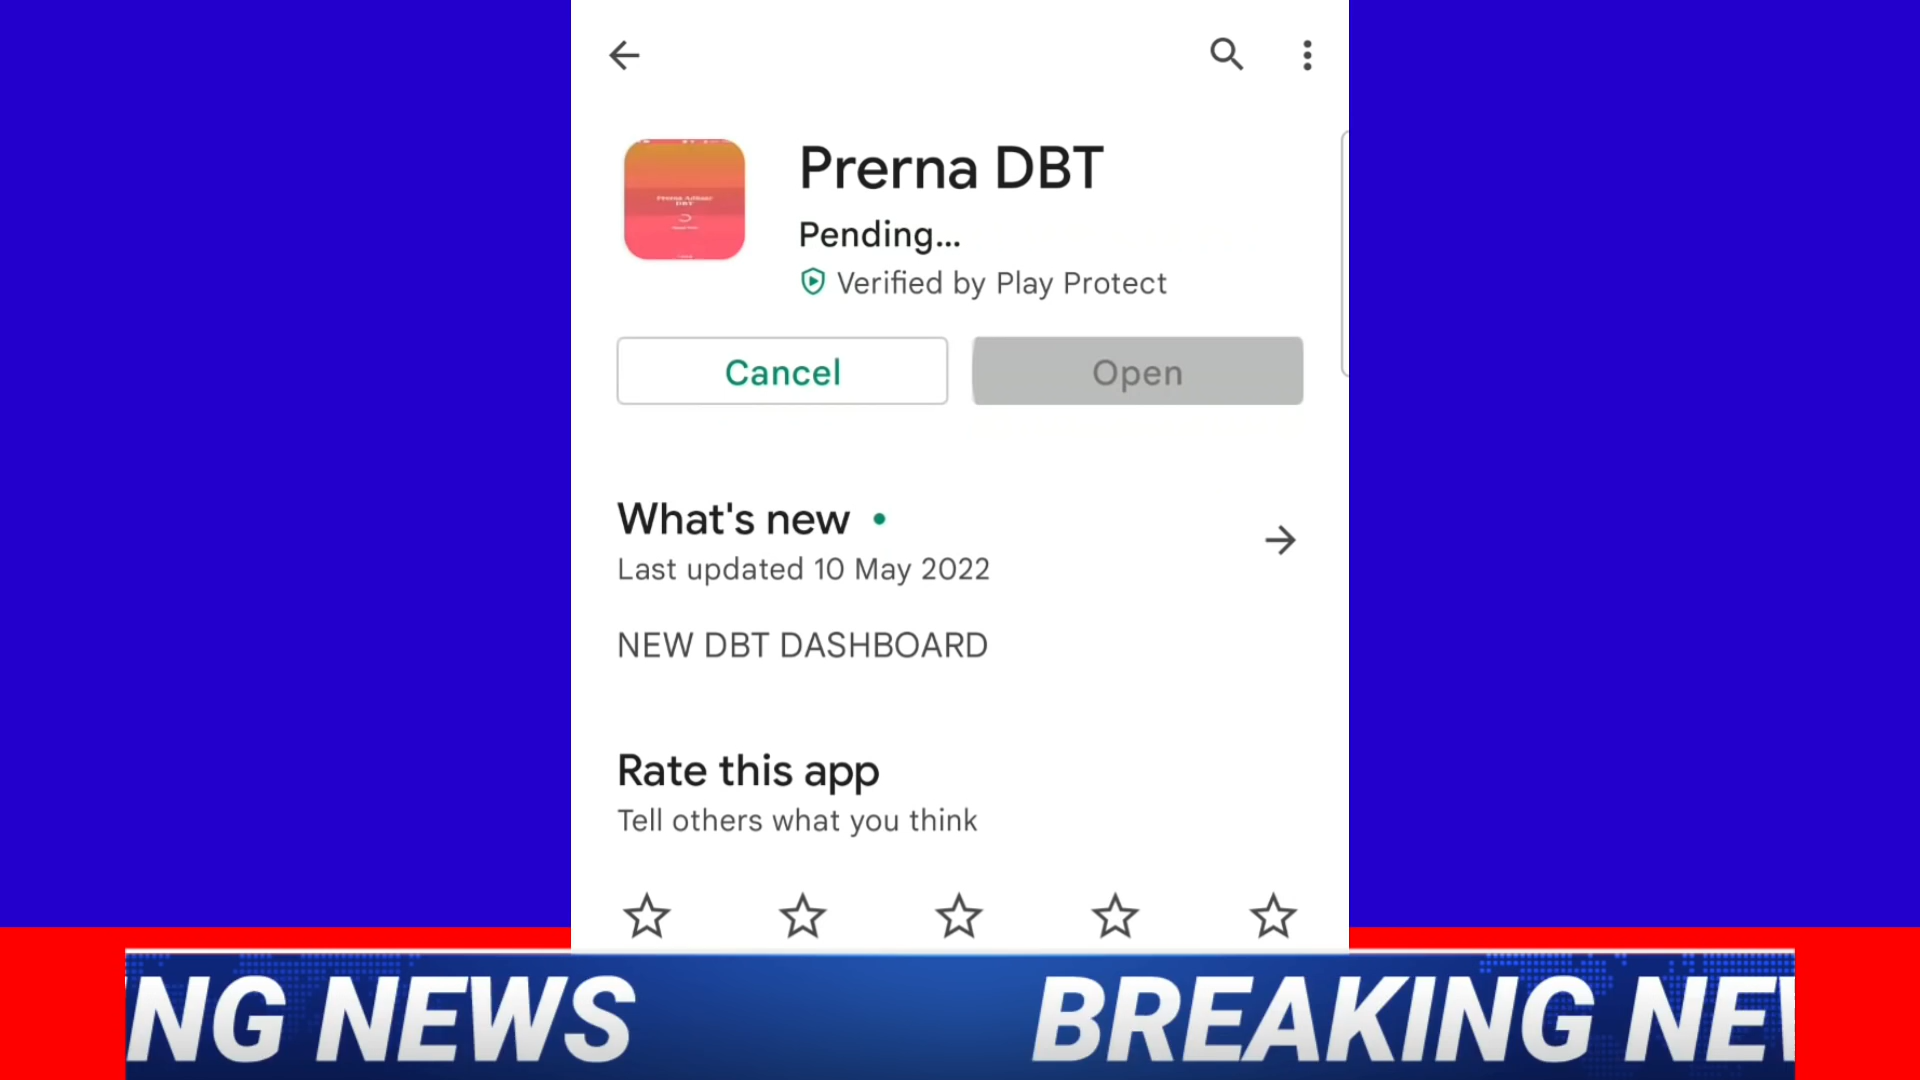 Prerna DBT
Pending...
Verified by Play Protect
Cancel
Open
What's new
Last updated 10 May 2022
NEW DBT DASHBOARD
Rate this app
Tell others what you think
NG NEWS
BREAKING NEW